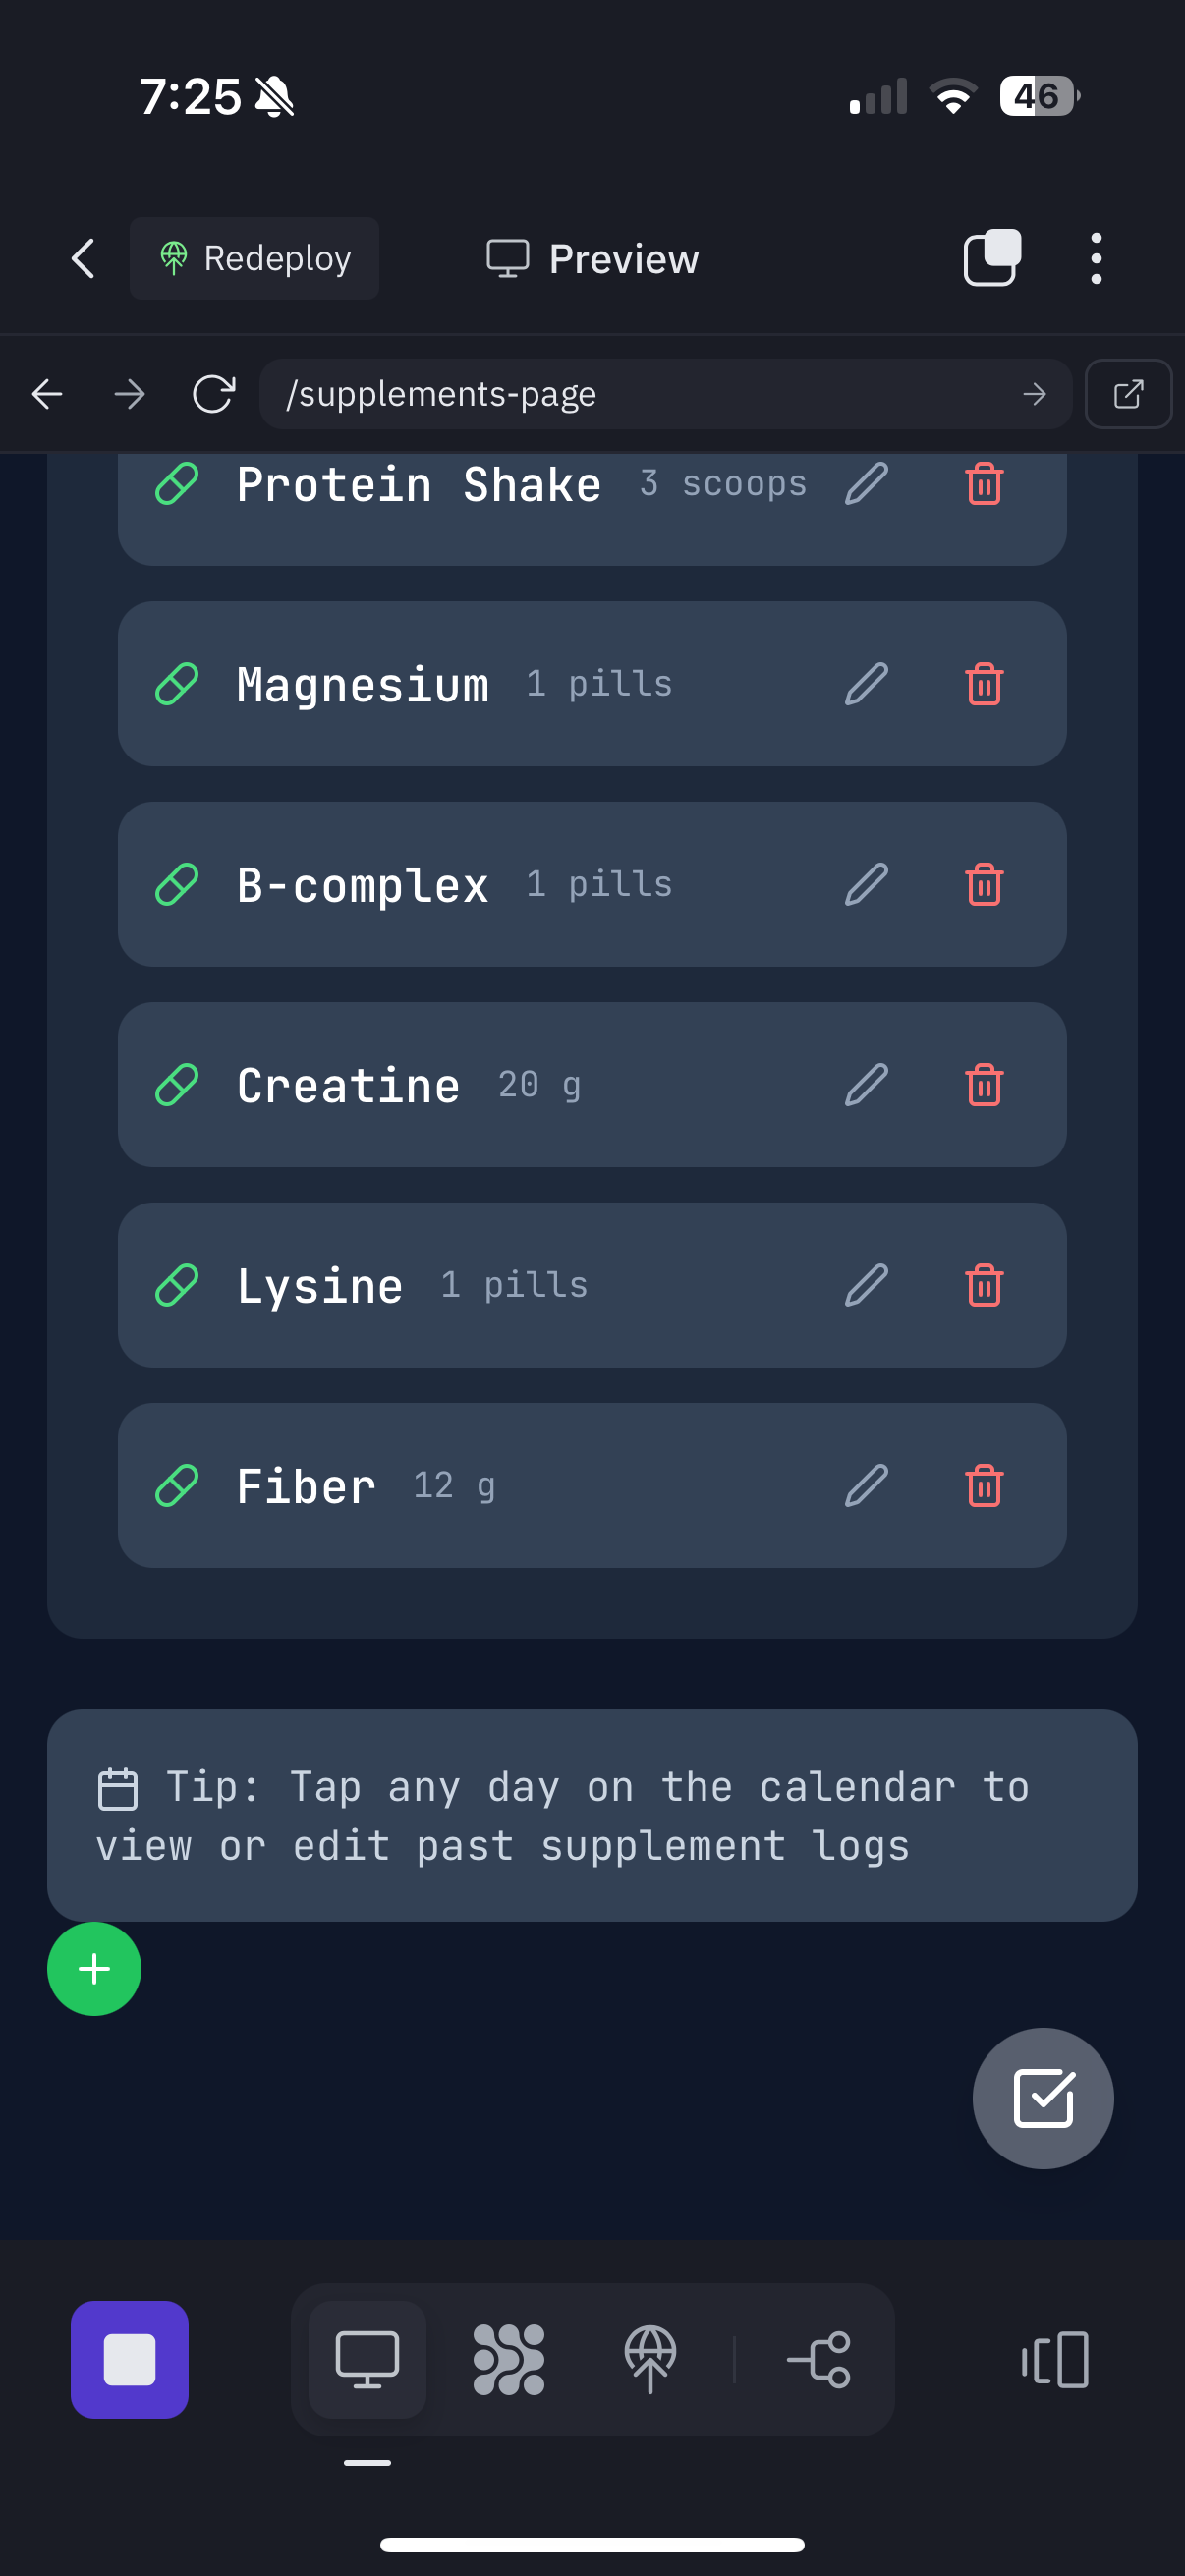 7:25
46
Redeploy
Preview
/supplements-page
Protein Shake 3 scoops
Magnesium 1 pills
B-complex 1 pills
Creatine 20 g
Lysine 1 pills
Fiber 12 g
Tip: Tap any day on the calendar to
view or edit past supplement logs